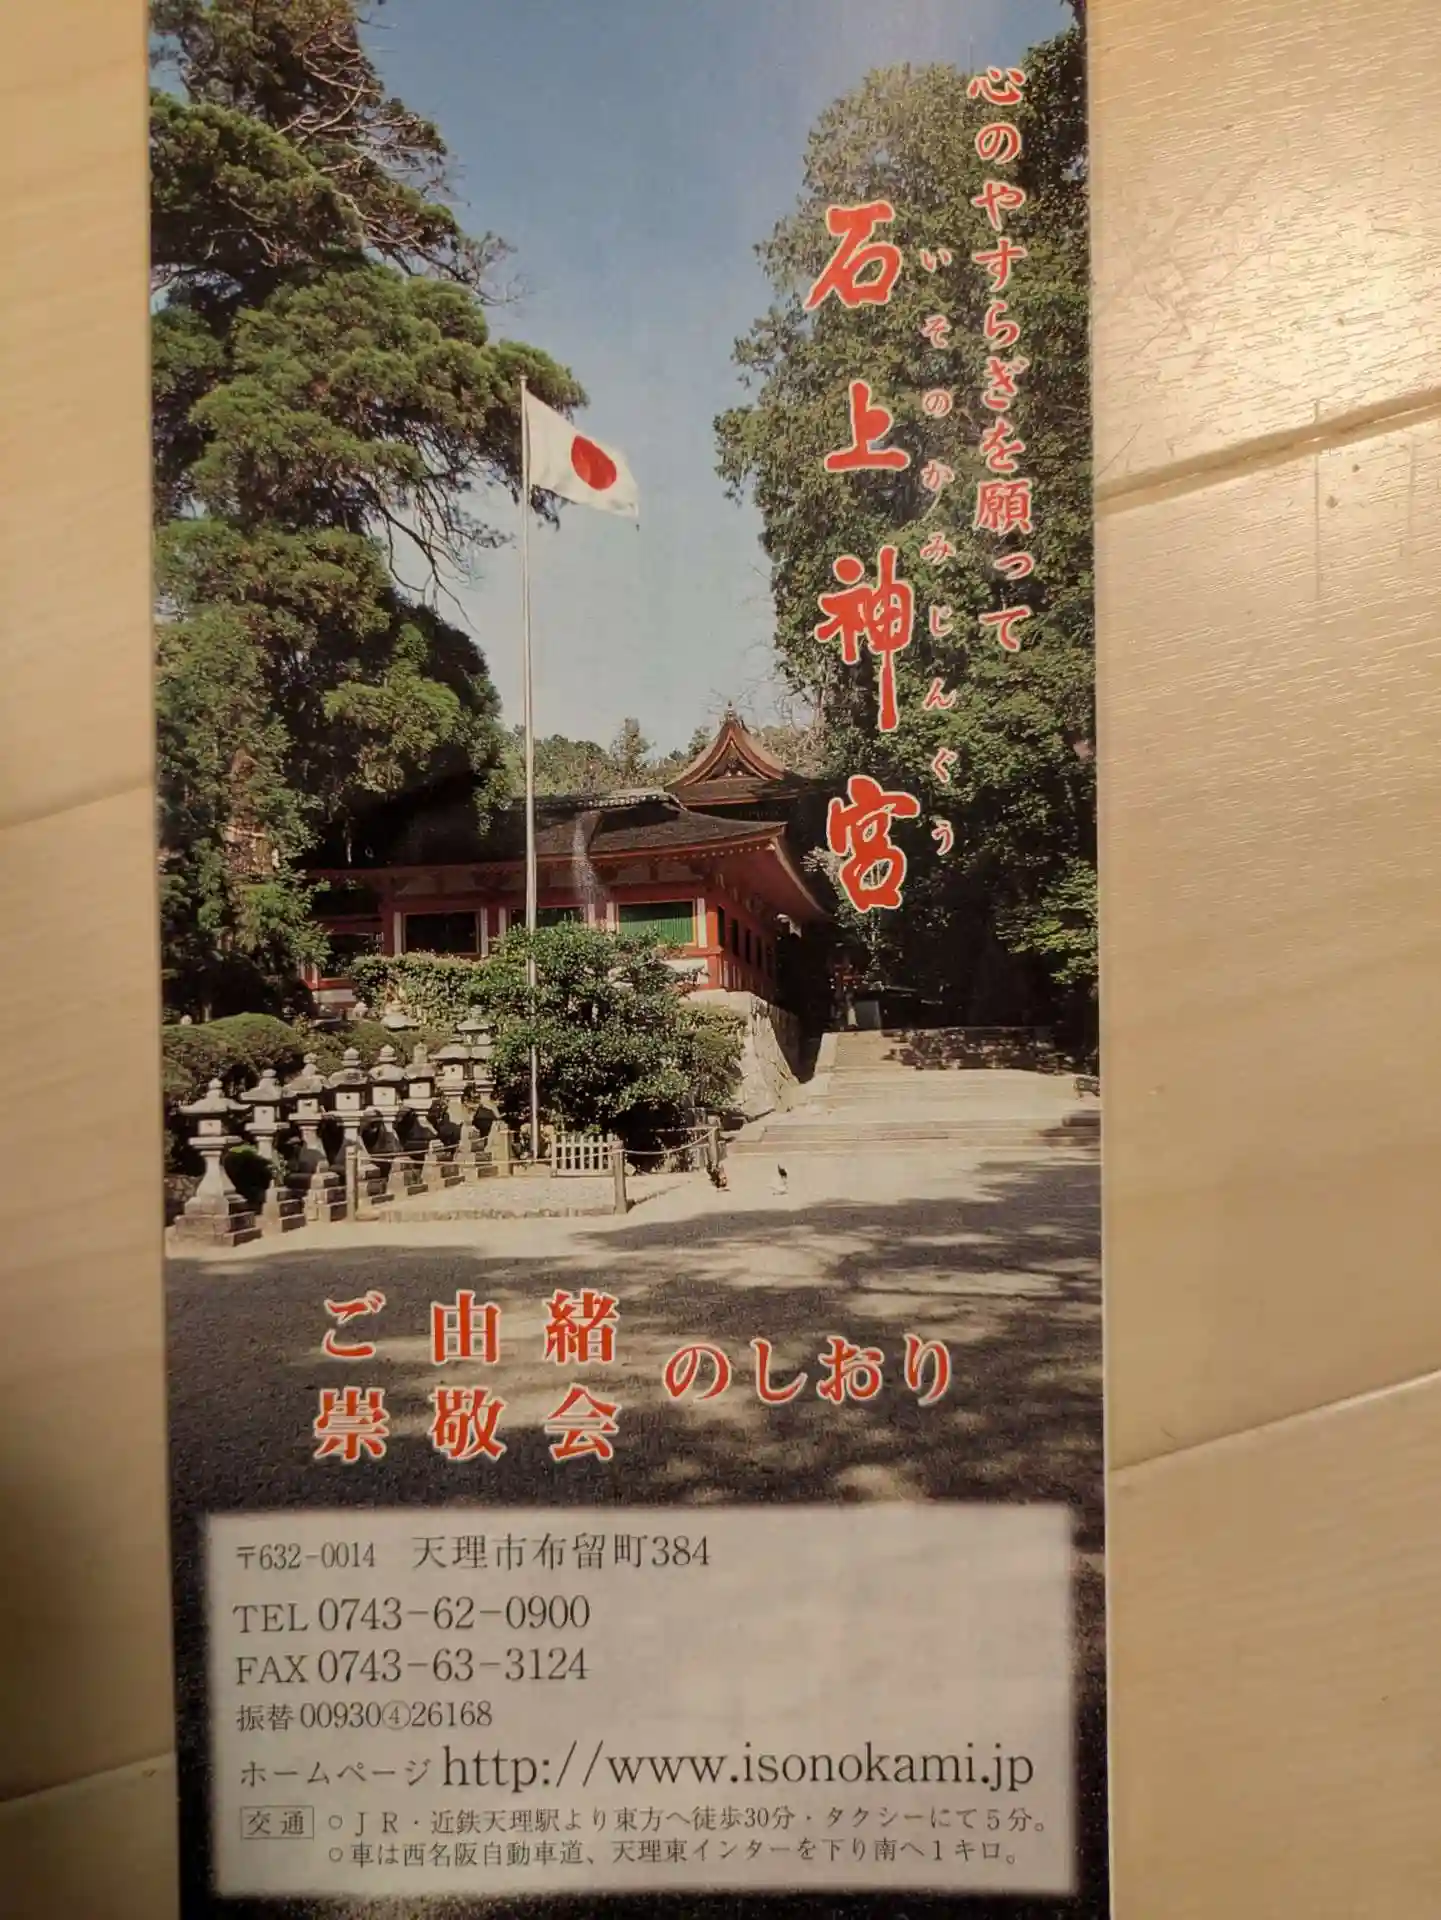 心のやすらぎを願って
石上神宮
いそのかみじんぐう
ご由緒
崇敬会
のしおり
〒632-0014 天理市布留町384
TEL 0743-62-0900
FAX 0743-63-3124
振替 00930④26168
ホームページ http://www.isonokami.jp
交通 ○JR・近鉄天理駅より東方へ徒歩30分・タクシーにて5分。
○車は西名阪自動車道、天理東インターを下り南へ1キロ。